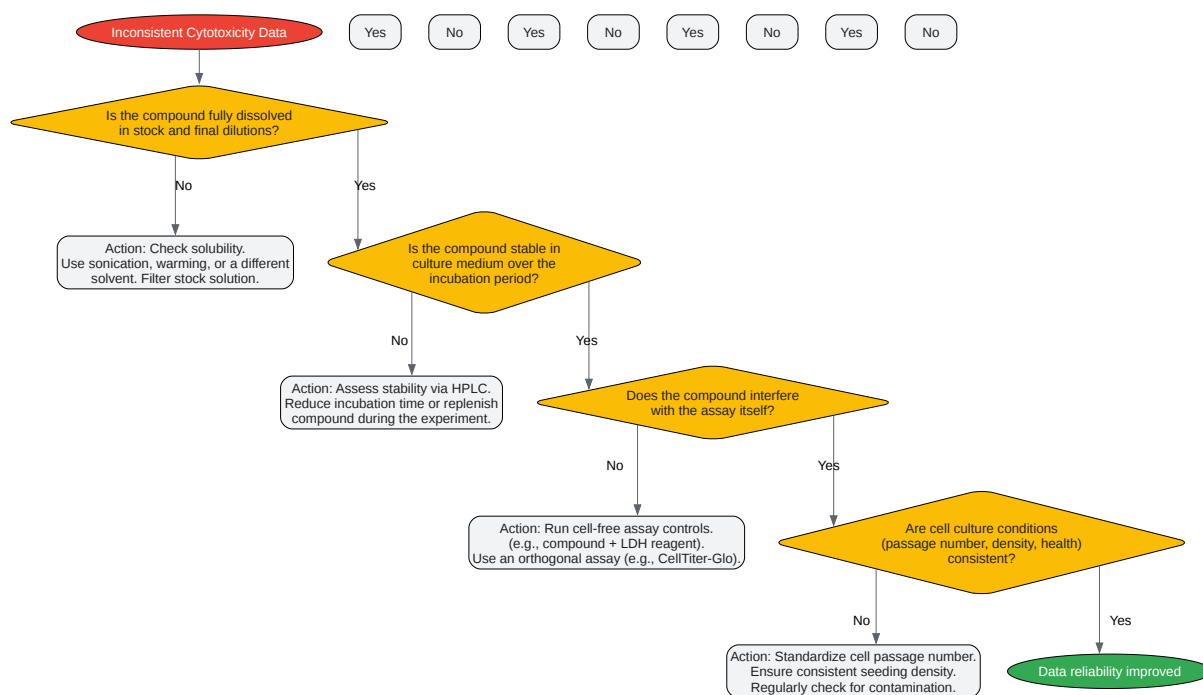 Inconsistent Cytotoxicity Data
Yes
No
Yes
No
Yes
No
Yes
No
Is the compound fully dissolved
in stock and final dilutions?
No
Yes
Action: Check solubility.
Use sonication, warming, or a different
solvent. Filter stock solution.
Is the compound stable in
culture medium over the
incubation period?
No
Yes
Action: Assess stability via HPLC.
Reduce incubation time or replenish
compound during the experiment.
Does the compound interfere
with the assay itself?
No
Yes
Action: Run cell-free assay controls.
(e.g., compound + LDH reagent).
Use an orthogonal assay (e.g., CellTiter-Glo).
Are cell culture conditions
(passage number, density, health)
consistent?
No
Yes
Action: Standardize cell passage number.
Ensure consistent seeding density.
Regularly check for contamination.
Data reliability improved